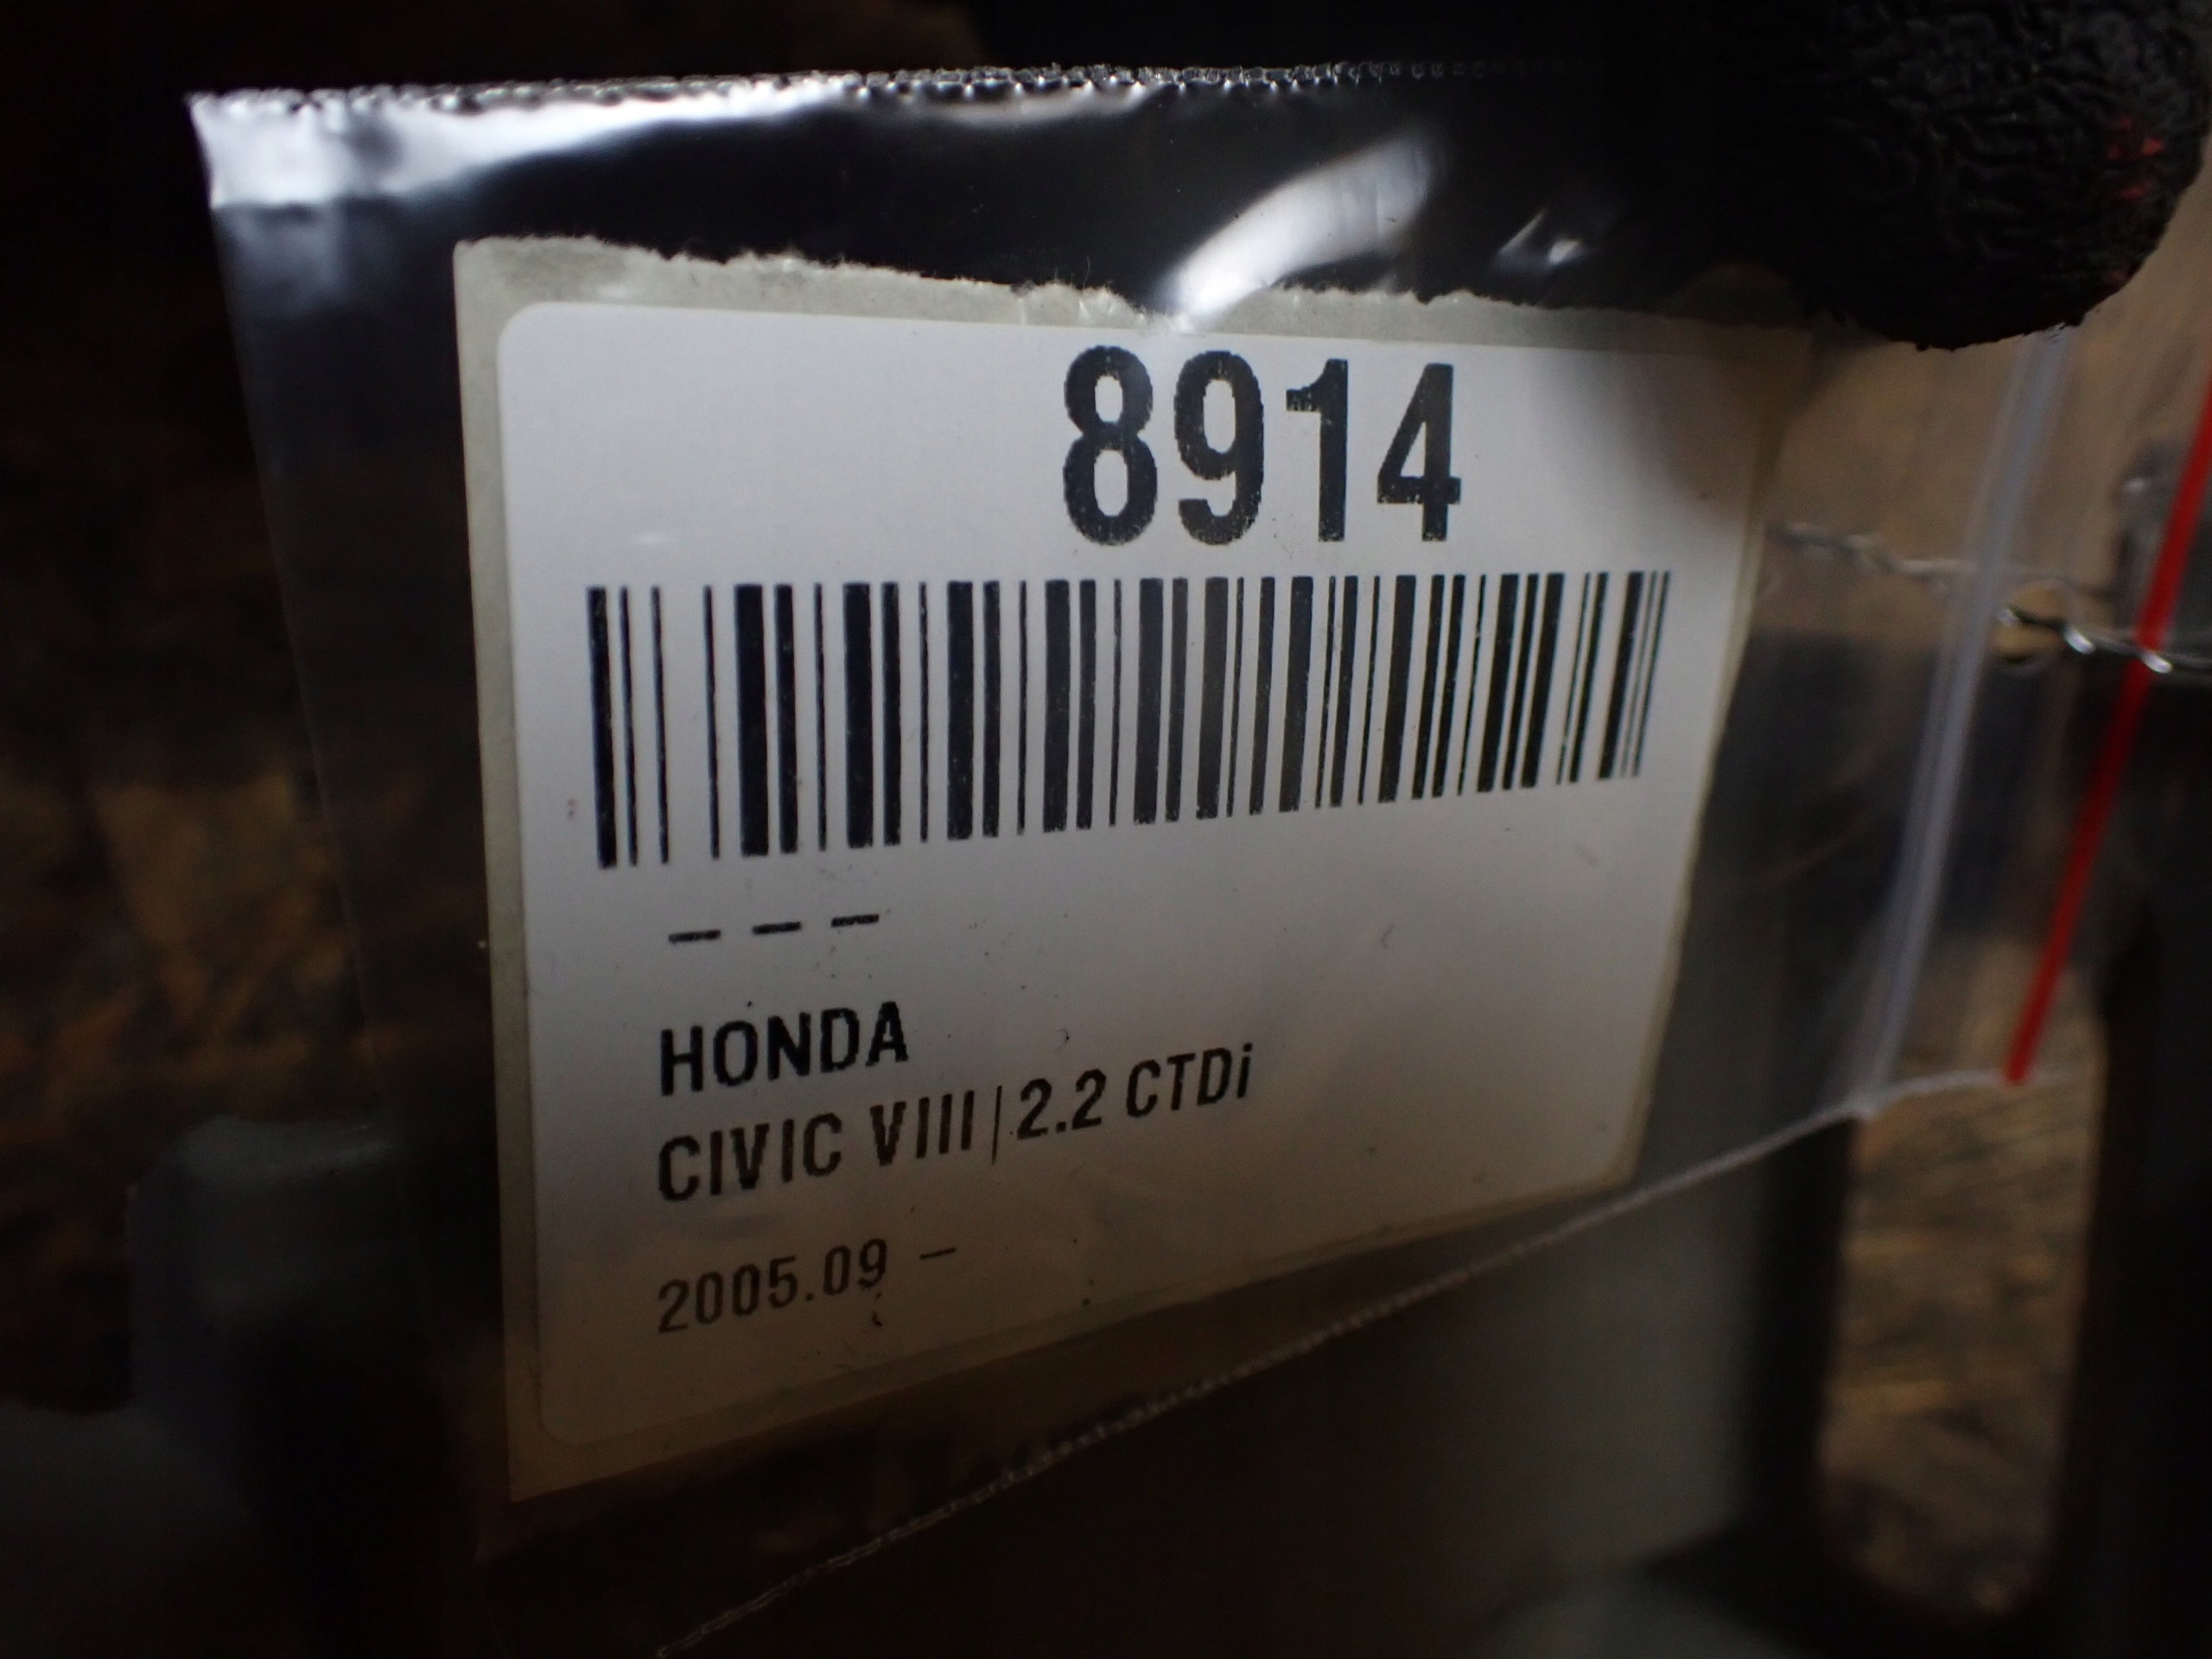 8914
– – –
HONDA
CIVIC VIII|2.2 CTDi
2005.09 –